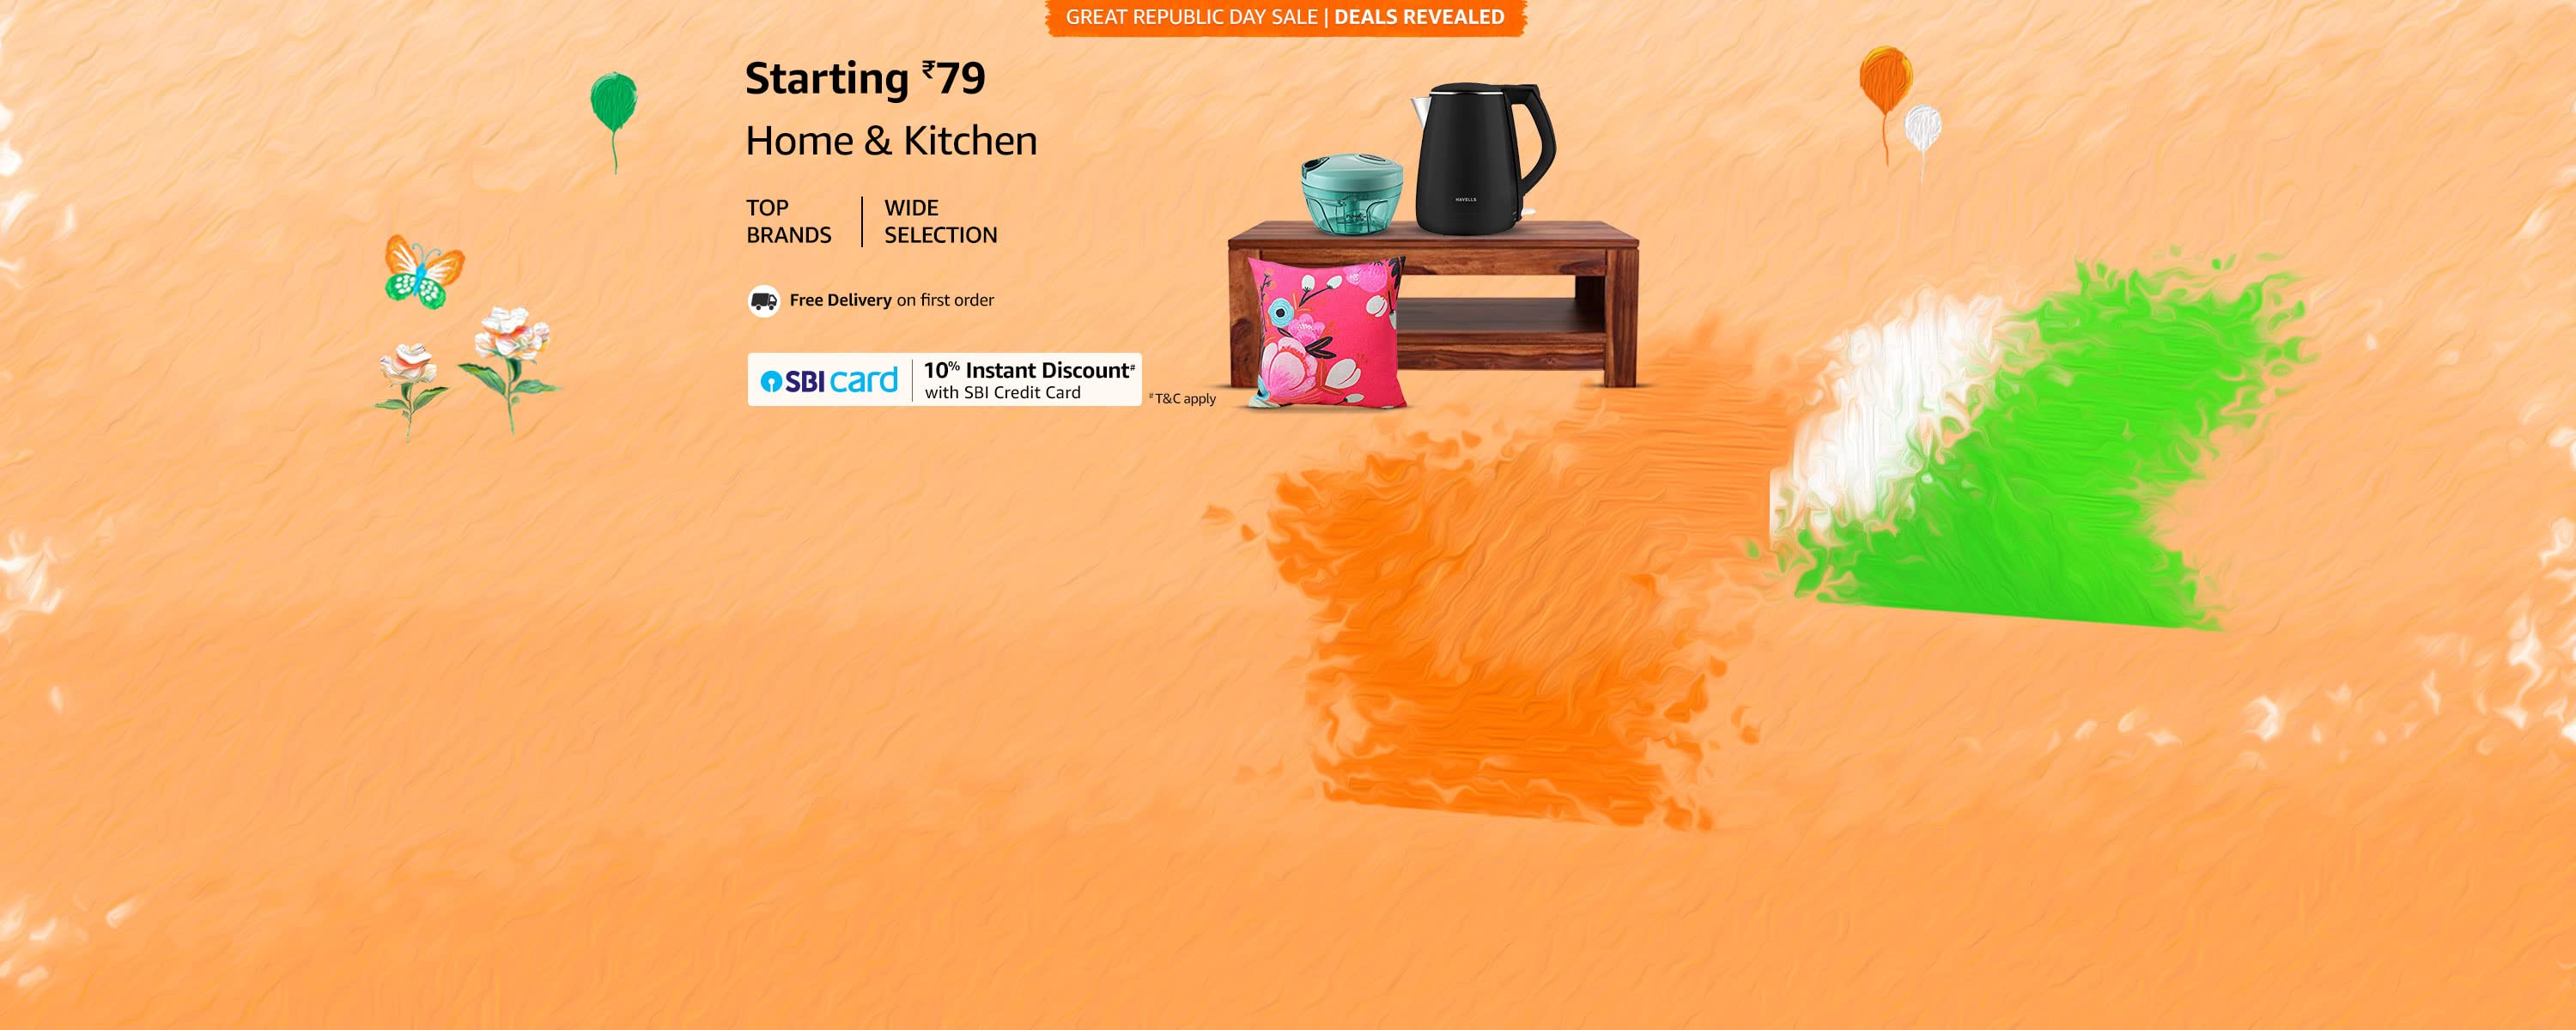 GREAT REPUBLIC DAY SALE | DEALS REVEALED
Starting ₹79
Home & Kitchen
TOP BRANDS
WIDE SELECTION
Free Delivery on first order
SBI card
10% Instant Discount#
with SBI Credit Card
#T&C apply
HAVELLS